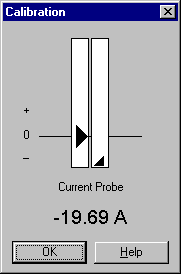 Calibration
+
0
–
Current Probe
-19.69 A
OK
Help